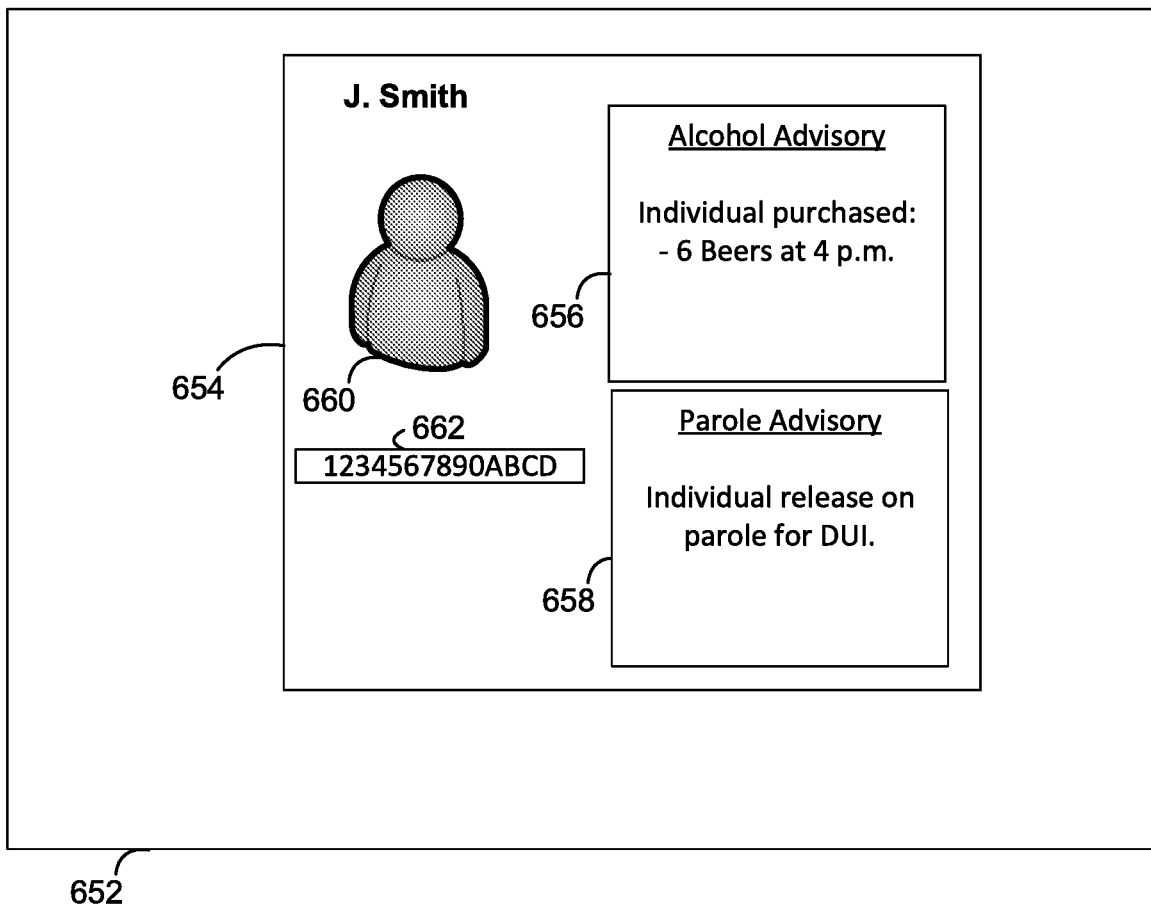 J. Smith
Alcohol Advisory
Individual purchased:
- 6 Beers at 4 p.m.
656
654
660
662
1234567890ABCD
Parole Advisory
Individual release on
parole for DUI.
658
652